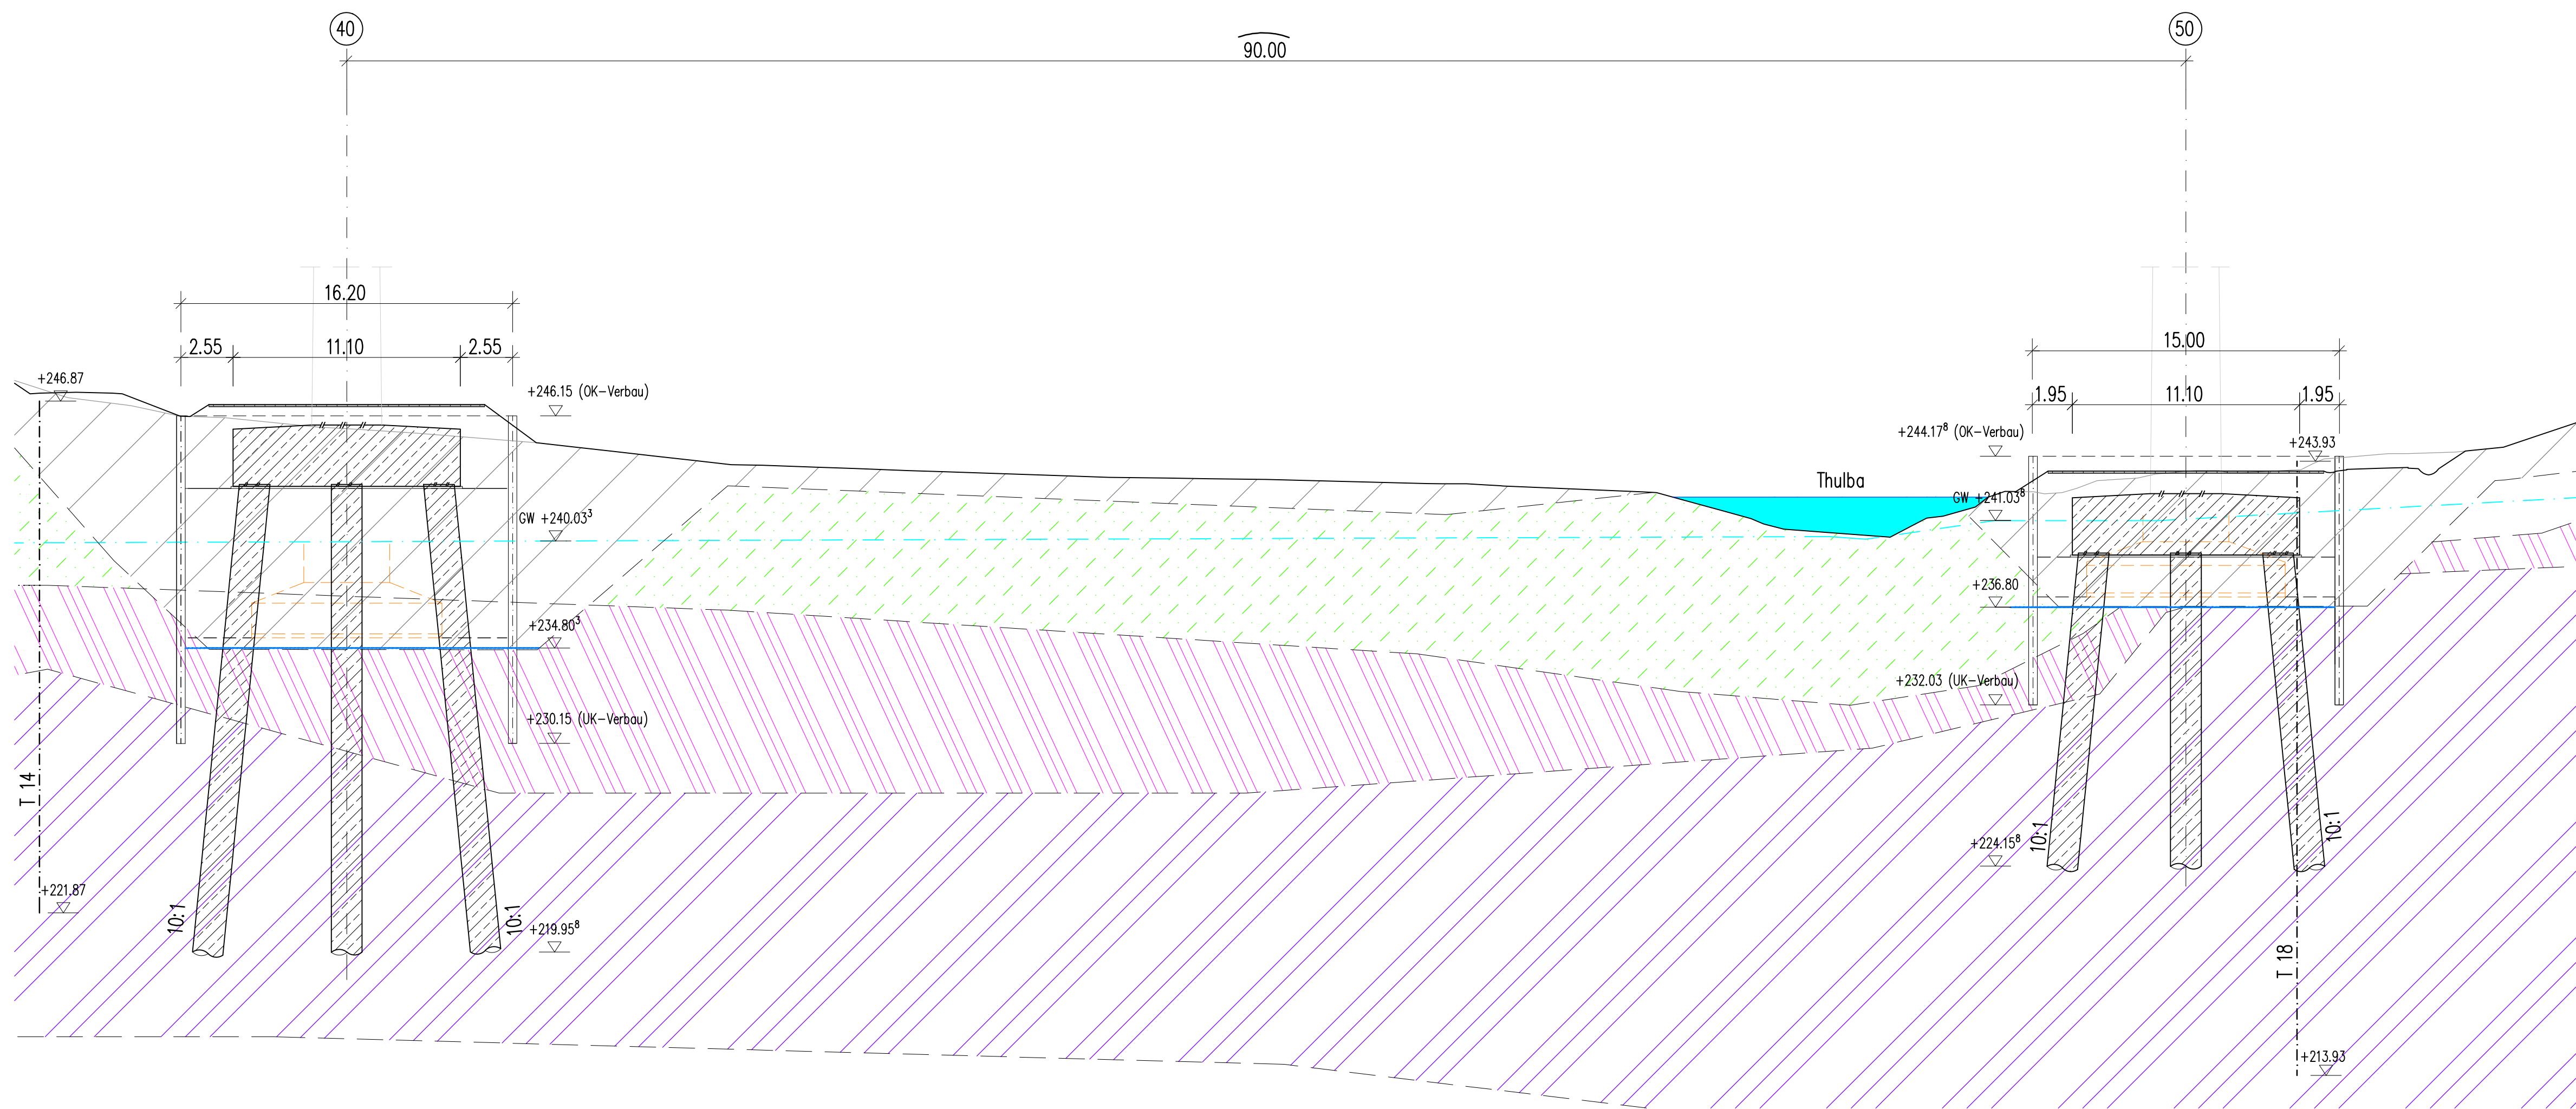 40
50
90.00
16.20
2.55
11.10
2.55
15.00
1.95
11.10
1.95
+246.87
+246.15 (OK-Verbau)
+244.17⁸ (OK-Verbau)
+243.93
Thulba
GW +241.03⁸
GW +240.03³
+236.80
+234.80³
+232.03 (UK-Verbau)
+230.15 (UK-Verbau)
T 14
+224.15⁸
10:1
10:1
+221.87
10:1
10:1
+219.95⁸
T 18
+213.93